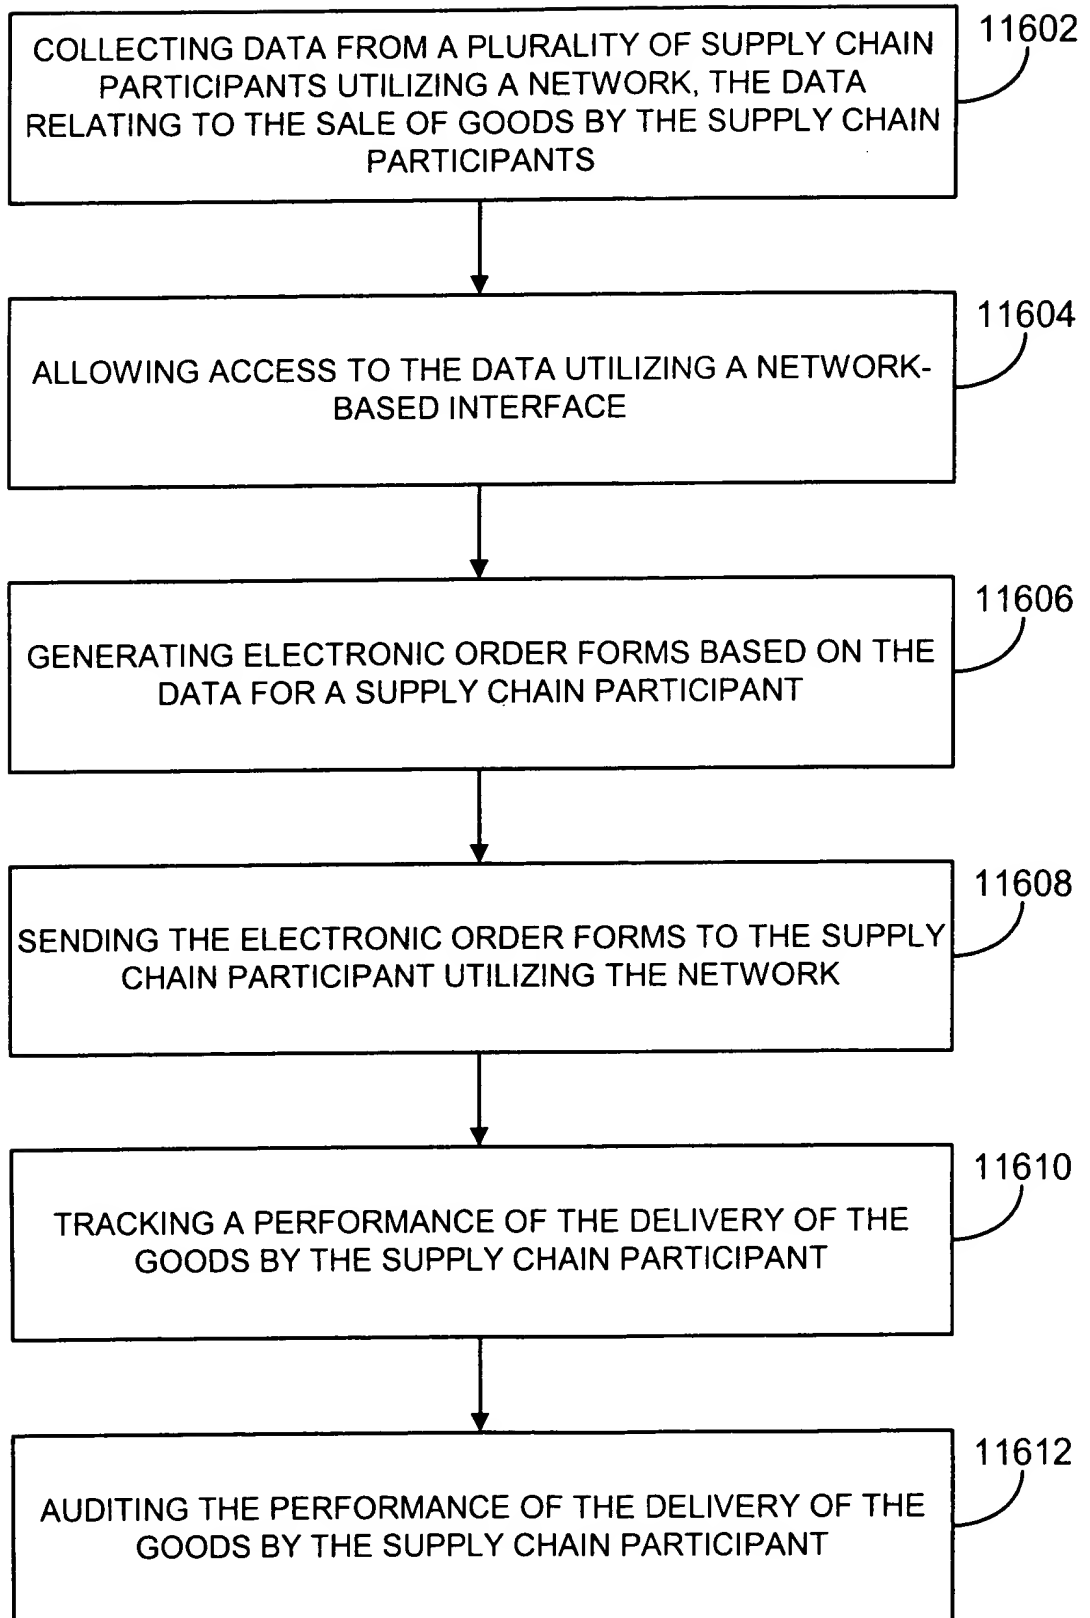 11602
COLLECTING DATA FROM A PLURALITY OF SUPPLY CHAIN
PARTICIPANTS UTILIZING A NETWORK, THE DATA
RELATING TO THE SALE OF GOODS BY THE SUPPLY CHAIN
PARTICIPANTS
11604
ALLOWING ACCESS TO THE DATA UTILIZING A NETWORK-
BASED INTERFACE
11606
GENERATING ELECTRONIC ORDER FORMS BASED ON THE
DATA FOR A SUPPLY CHAIN PARTICIPANT
11608
SENDING THE ELECTRONIC ORDER FORMS TO THE SUPPLY
CHAIN PARTICIPANT UTILIZING THE NETWORK
11610
TRACKING A PERFORMANCE OF THE DELIVERY OF THE
GOODS BY THE SUPPLY CHAIN PARTICIPANT
11612
AUDITING THE PERFORMANCE OF THE DELIVERY OF THE
GOODS BY THE SUPPLY CHAIN PARTICIPANT